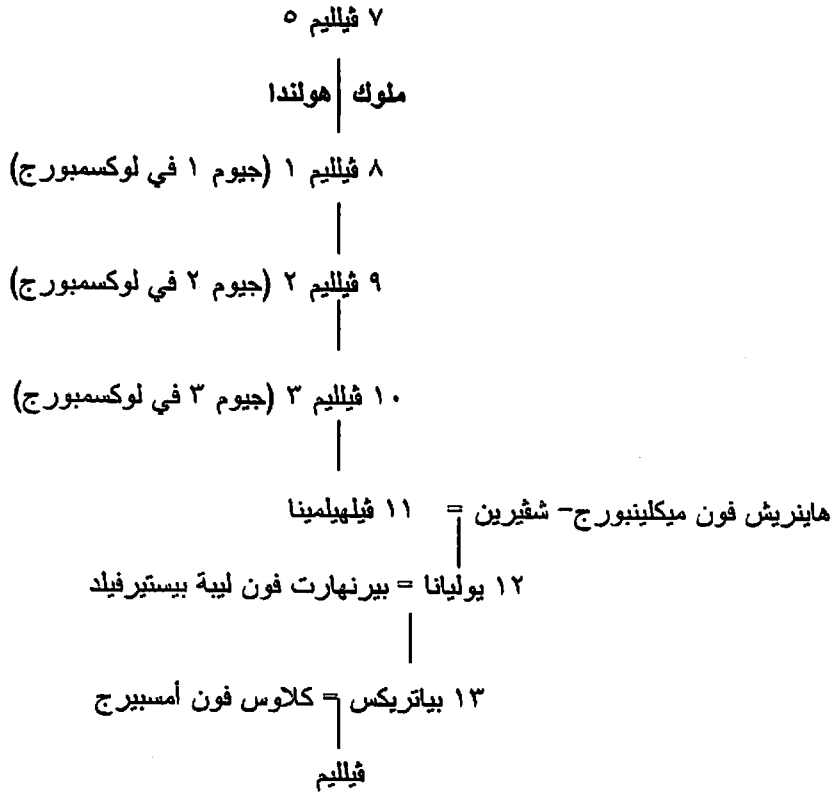 ٧ ڤيلليم ٥
ملوك هولندا
٨ ڤيلليم ١ (جيوم ١ في لوكسمبورج)
٩ ڤيلليم ٢ (جيوم ٢ في لوكسمبورج)
١٠ ڤيلليم ٣ (جيوم ٣ في لوكسمبورج)
هاينريش فون ميكلينبورج- شڤيرين = ١١ ڤيلهيلمينا
١٢ يوليانا = بيرنهارت فون ليبة بيستيرفيلد
١٣ بياتريكس = كلاوس فون أمسبيرج
ڤيلليم